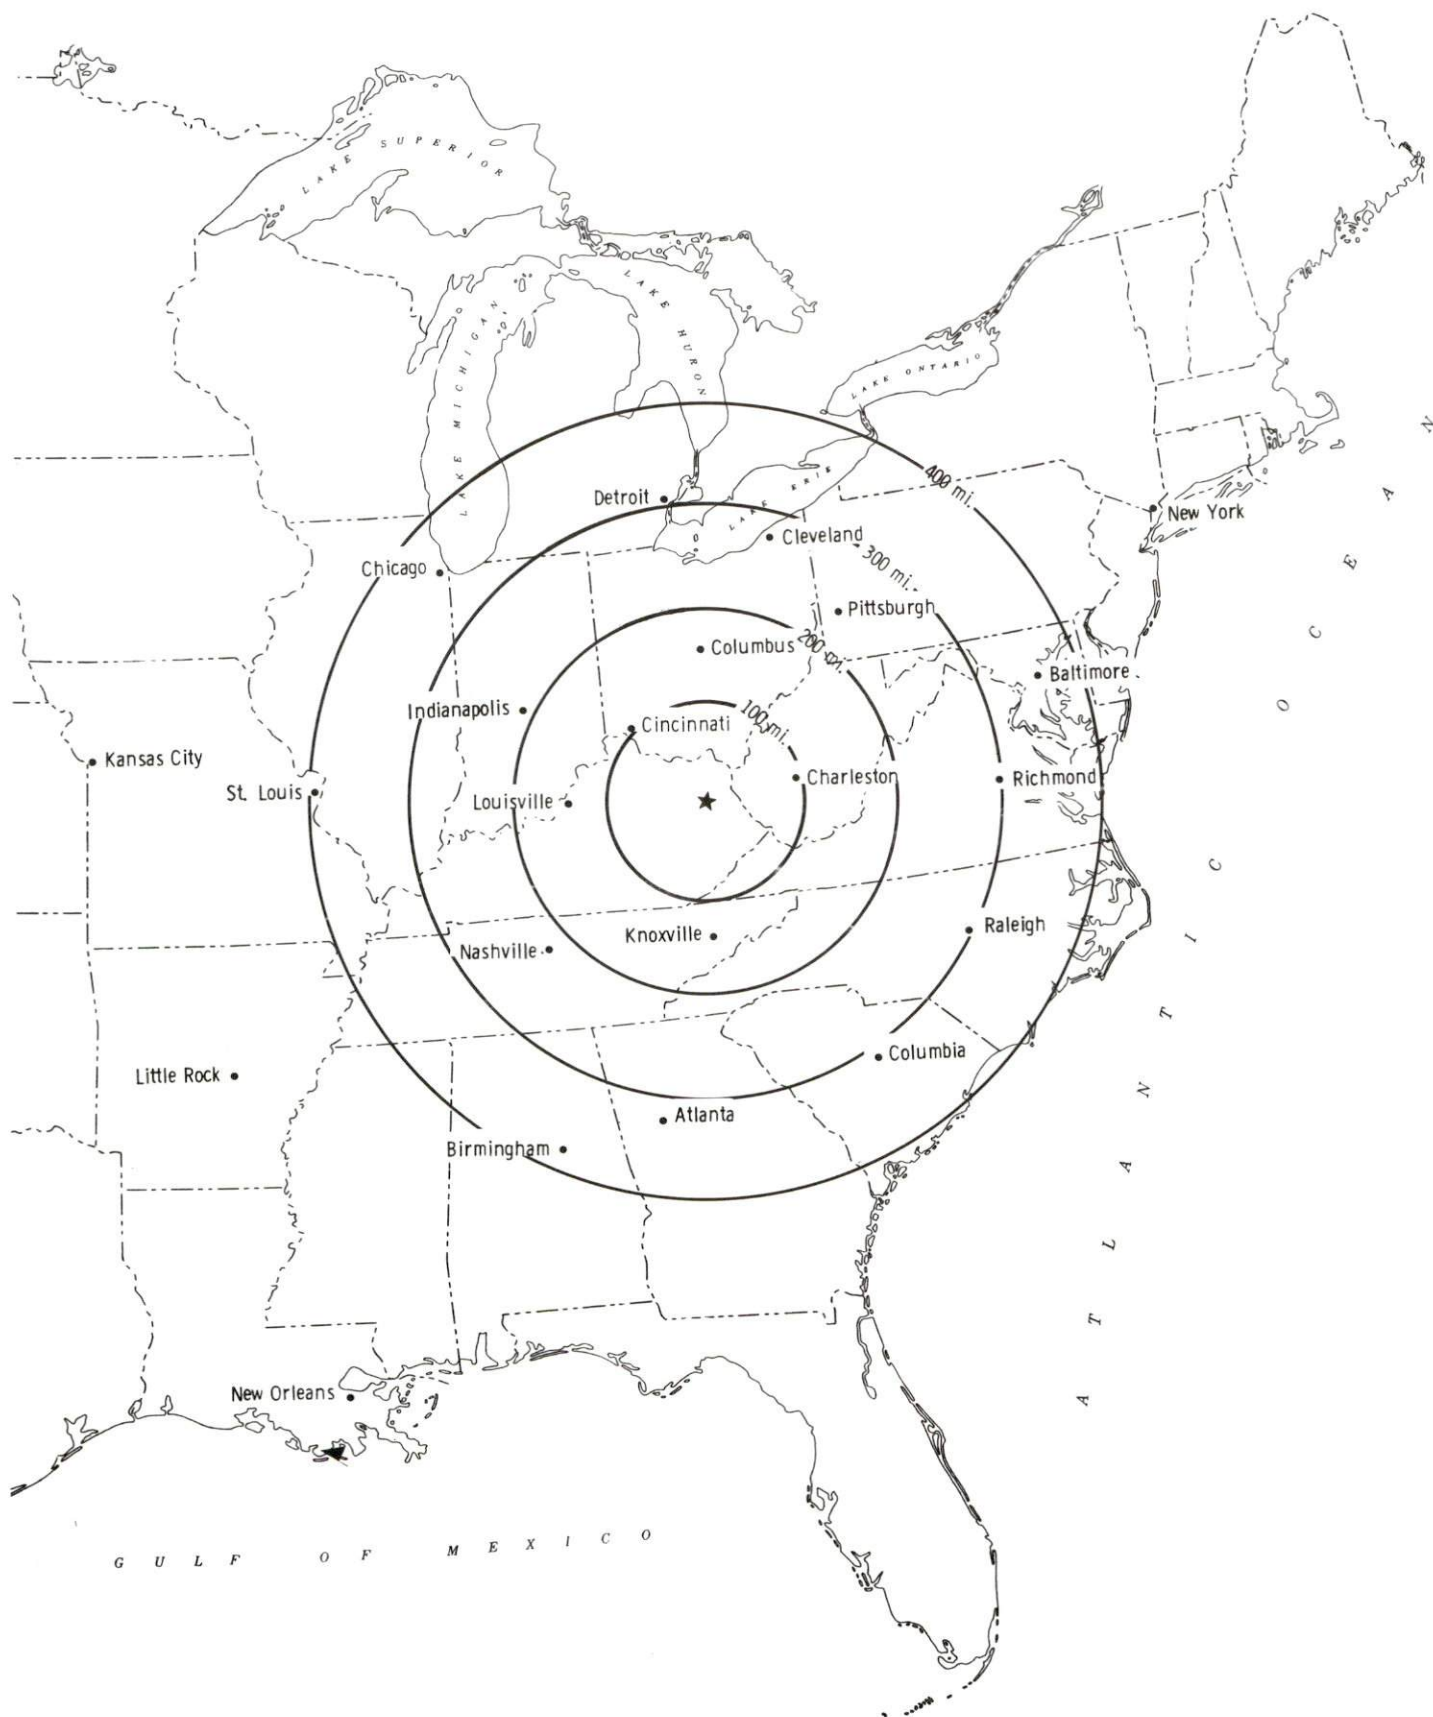 LAKE SUPERIOR
LAKE MICHIGAN
LAKE HURON
LAKE ONTARIO
LAKE ERIE
400 mi.
Detroit
New York
Cleveland
300 mi.
Chicago
Pittsburgh
Columbus
200 mi.
Baltimore
Indianapolis
100 mi.
Cincinnati
Kansas City
Charleston
Richmond
St. Louis
Louisville
Raleigh
Knoxville
Nashville
Columbia
Little Rock
Atlanta
Birmingham
New Orleans
ATLANTIC OCEAN
GULF OF MEXICO